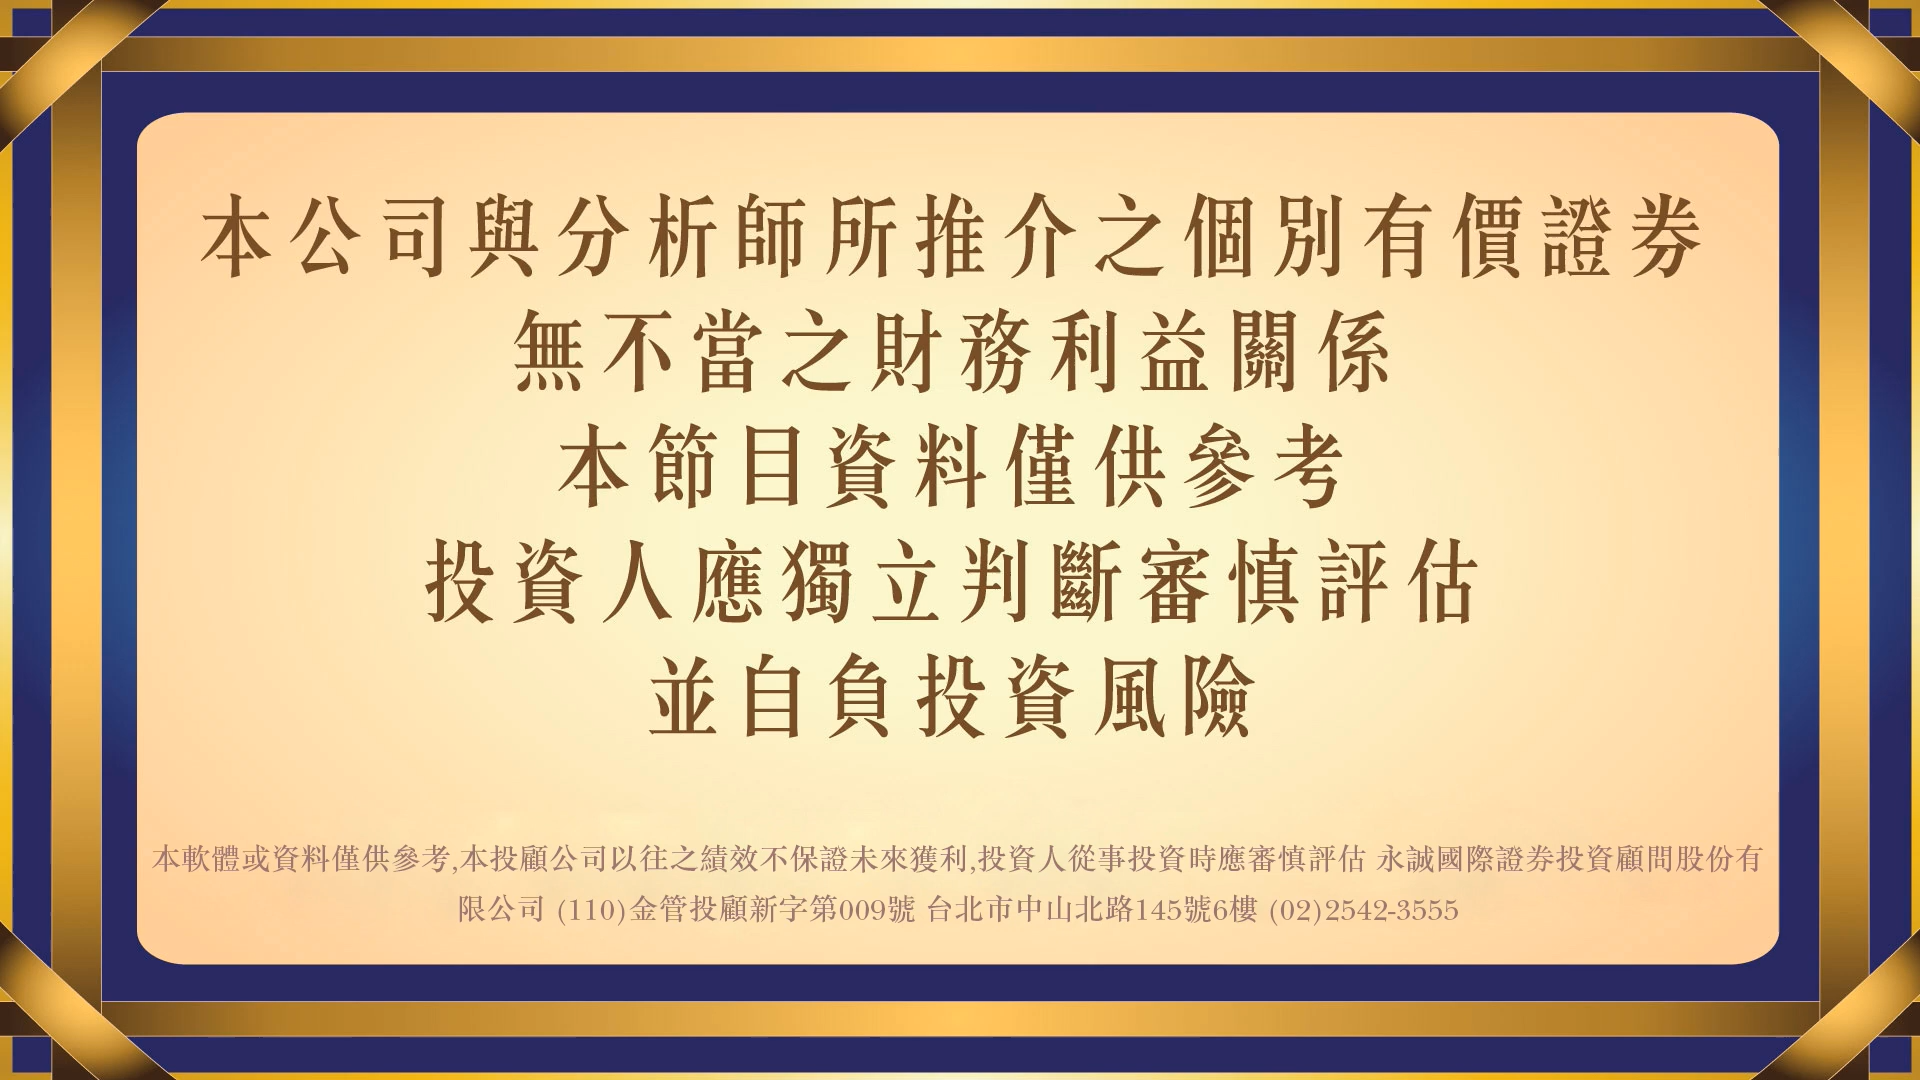 本公司與分析師所推介之個別有價證券
無不當之財務利益關係
本節目資料僅供參考
投資人應獨立判斷審慎評估
並自負投資風險
本軟體或資料僅供參考,本投顧公司以往之績效不保證未來獲利,投資人從事投資時應審慎評估 永誠國際證券投資顧問股份有
限公司 (110)金管投顧新字第009號 台北市中山北路145號6樓 (02)2542-3555